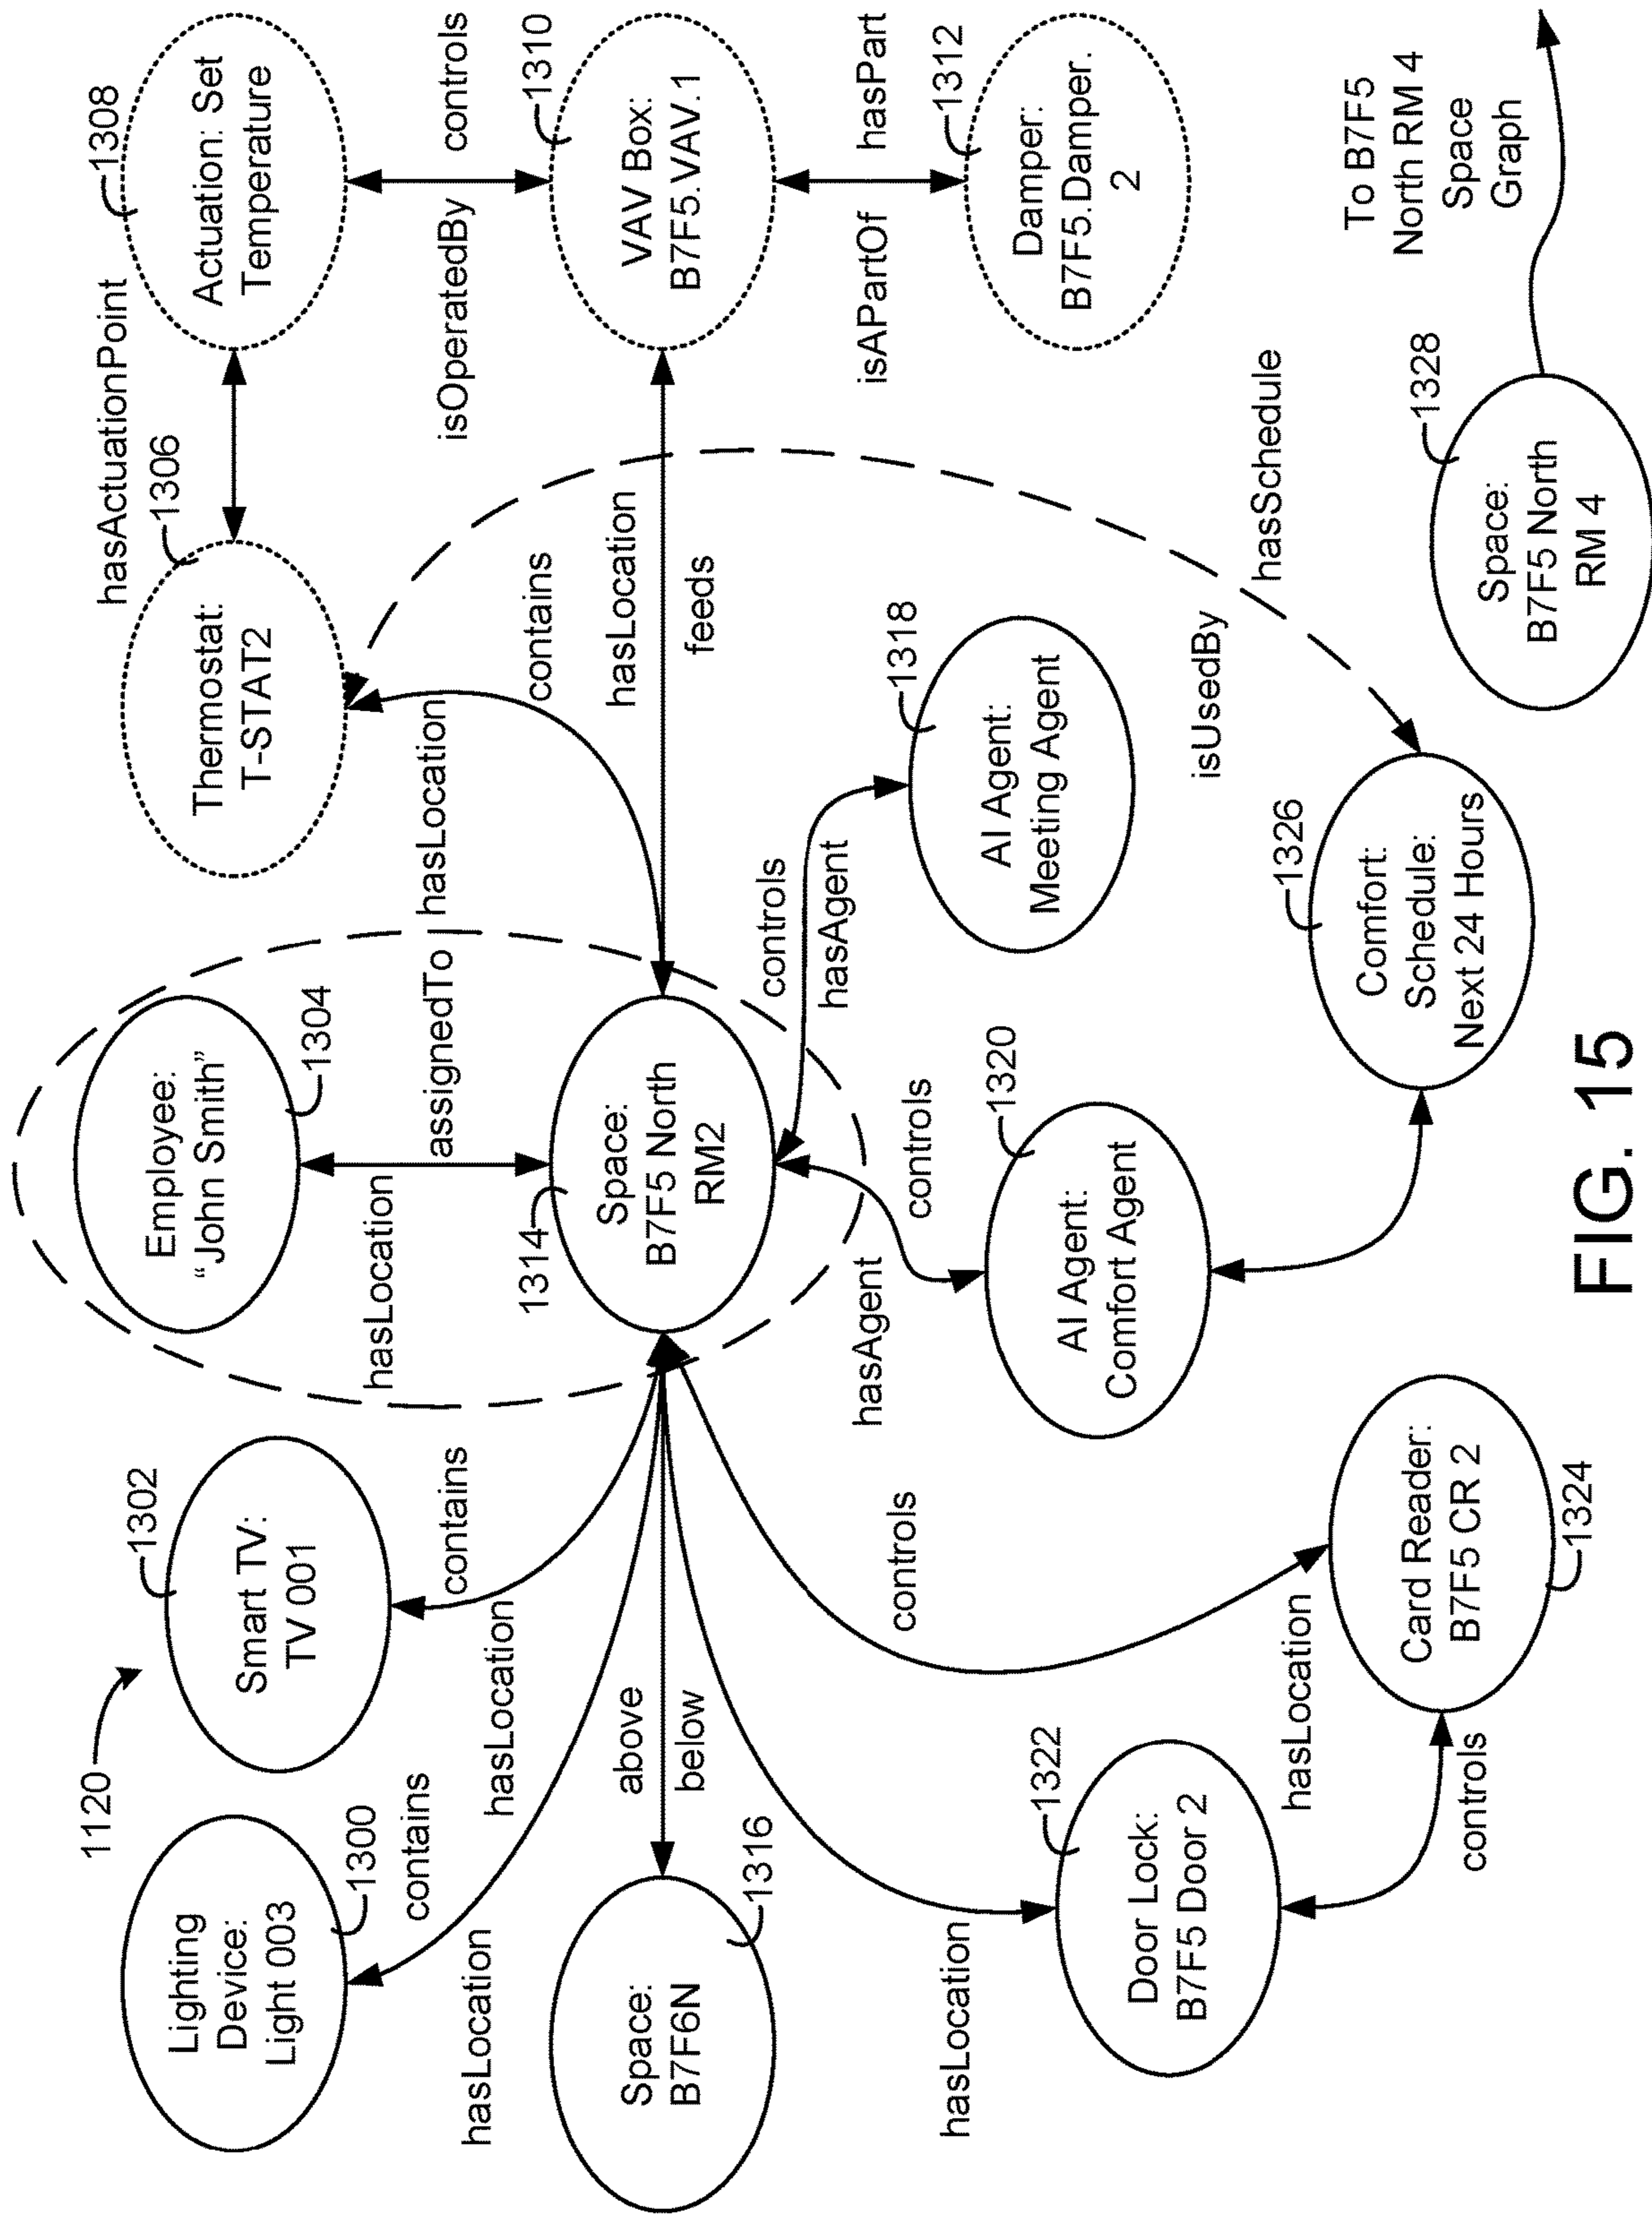 1120
Lighting
Device:
Light 003
1300
Smart TV:
TV 001
1302
Employee:
“John Smith”
1304
Thermostat:
T-STAT2
1306
hasActuationPoint
Actuation: Set
Temperature
1308
hasLocation
contains
hasLocation
contains
hasLocation
assignedTo
hasLocation
contains
isOperatedBy
controls
Space:
B7F6N
1316
above
below
1314
Space:
B7F5 North
RM2
hasLocation
feeds
VAV Box:
B7F5.VAV.1
1310
isAPartOf
hasPart
hasLocation
controls
hasAgent
controls
controls
hasAgent
1318
AI Agent:
Meeting Agent
Damper:
B7F5.Damper.
2
1312
1320
AI Agent:
Comfort Agent
isUsedBy
hasSchedule
1322
Door Lock:
B7F5 Door 2
hasLocation
controls
Card Reader:
B7F5 CR 2
1324
1326
Comfort:
Schedule:
Next 24 Hours
1328
Space:
B7F5 North
RM 4
To B7F5
North RM 4
Space
Graph
FIG. 15